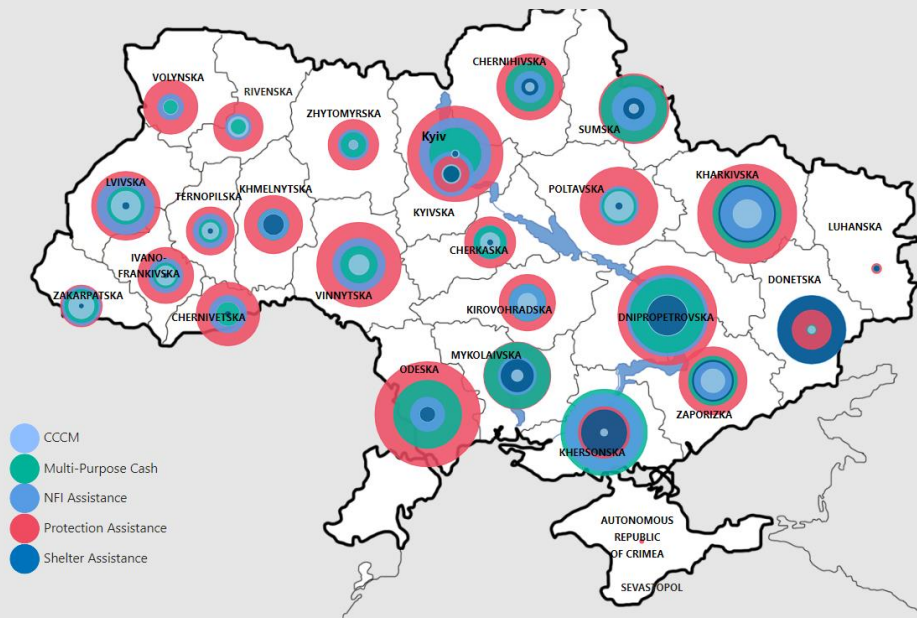 CHERNIHIVSKA
VOLYNSKA
RIVENSKA
ZHYTOMYRSKA
Kyiv
SUMSKA
KHARKIVSKA
LVIVSKA
TERNOPILSKA
KHMELNYTSKA
POLTAVSKA
KYIVSKA
LUHANSKA
CHERKASKA
IVANO-
FRANKIVSKA
DONETSKA
ZAKARPATSKA
VINNYTSKA
KIROVOHRADSKA
DNIPROPETROVSKA
CHERNIVETSKA
MYKOLAIVSKA
ODESKA
ZAPORIZKA
KHERSONSKA
CCCM
Multi-Purpose Cash
NFI Assistance
Protection Assistance
Shelter Assistance
AUTONOMOUS
REPUBLIC
OF CRIMEA
SEVASTOPOL